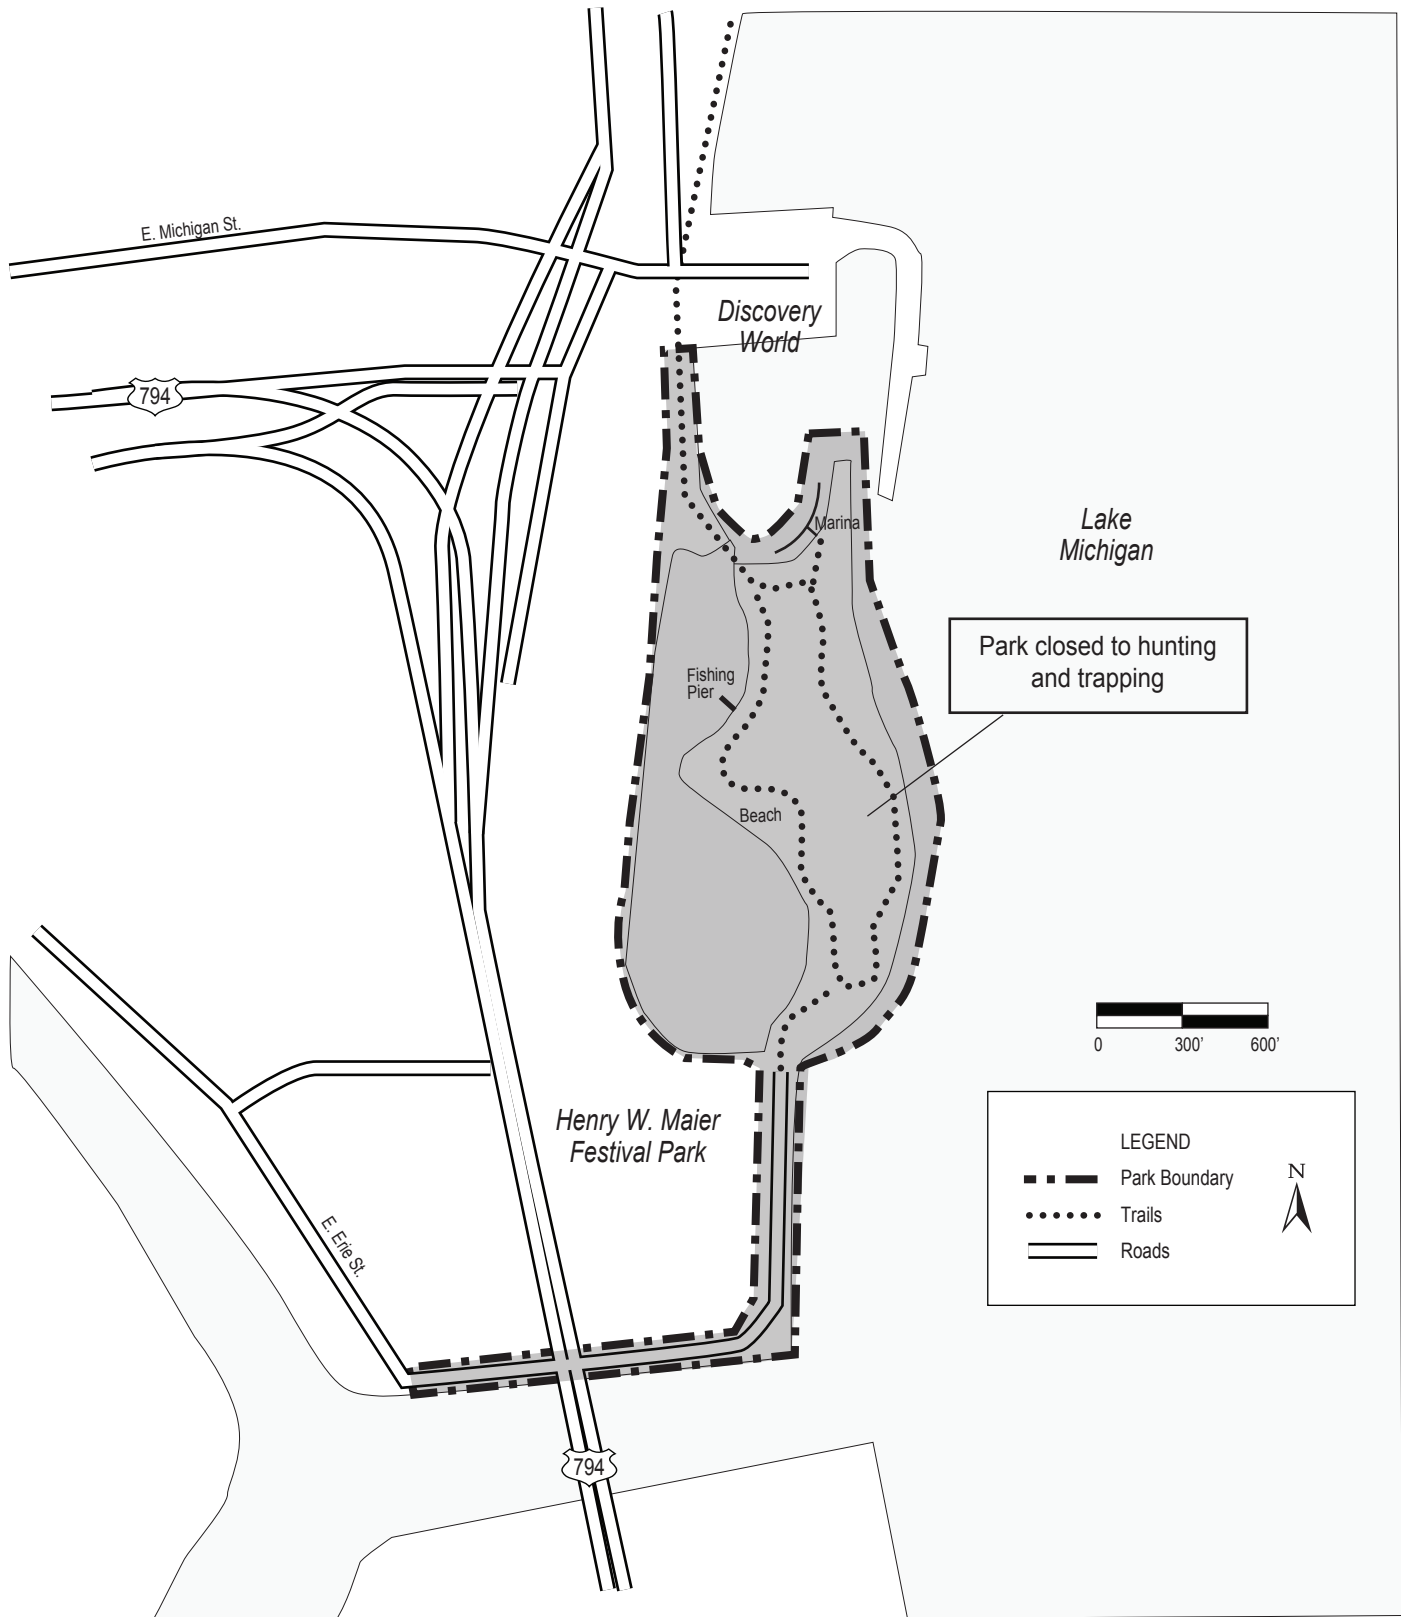 E. Michigan St.
Discovery
World
794
Marina
Lake
Michigan
Park closed to hunting
and trapping
Fishing
Pier
Beach
0 300' 600'
Henry W. Maier
Festival Park
LEGEND
Park Boundary
N
Trails
Roads
E. Erie St.
794